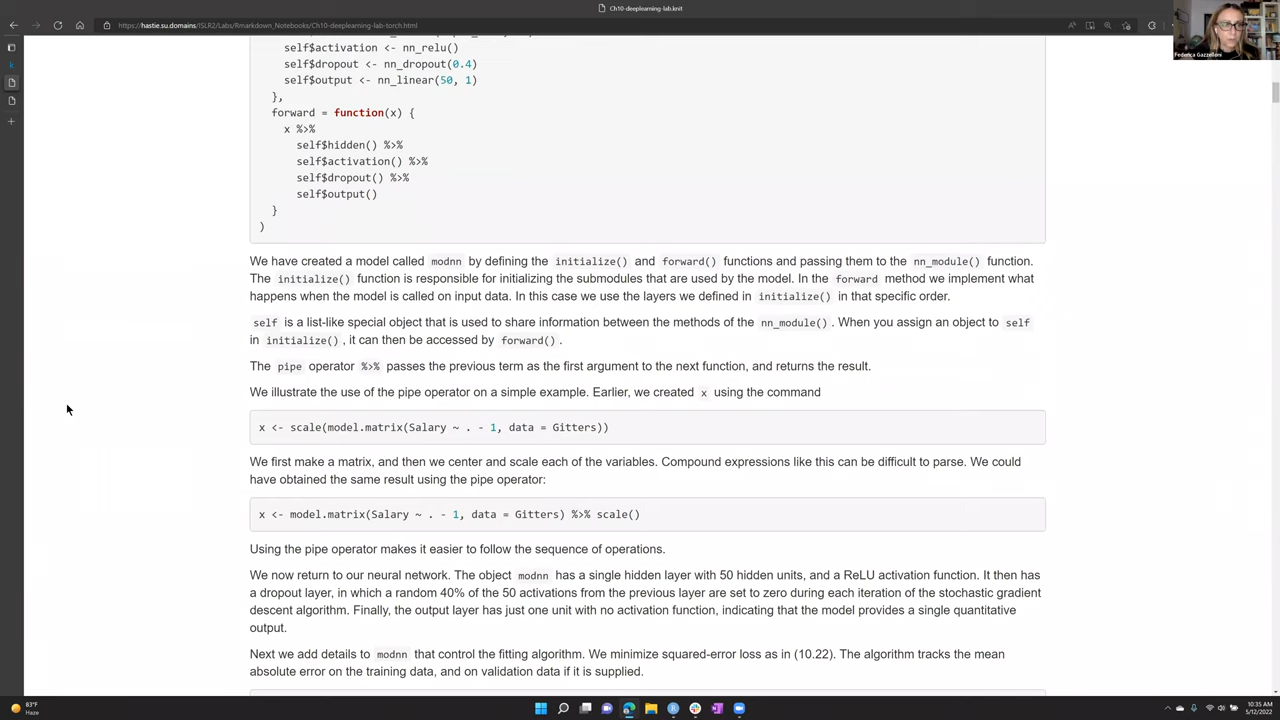 Ch10-deeplearning-lab.knit
https://hastie.su.domains/ISLR2/Labs/Rmarkdown_Notebooks/Ch10-deeplearning-lab-torch.html
Federica Gazzelloni
self$activation <- nn_relu()
self$dropout <- nn_dropout(0.4)
self$output <- nn_linear(50, 1)
},
forward = function(x) {
x %>%
self$hidden() %>%
self$activation() %>%
self$dropout() %>%
self$output()
}
)
We have created a model called modnn by defining the initialize() and forward() functions and passing them to the nn_module() function.
The initialize() function is responsible for initializing the submodules that are used by the model. In the forward method we implement what
happens when the model is called on input data. In this case we use the layers we defined in initialize() in that specific order.
self is a list-like special object that is used to share information between the methods of the nn_module() . When you assign an object to self
in initialize() , it can then be accessed by forward() .
The pipe operator %>% passes the previous term as the first argument to the next function, and returns the result.
We illustrate the use of the pipe operator on a simple example. Earlier, we created x using the command
x <- scale(model.matrix(Salary ~ . - 1, data = Gitters))
We first make a matrix, and then we center and scale each of the variables. Compound expressions like this can be difficult to parse. We could
have obtained the same result using the pipe operator:
x <- model.matrix(Salary ~ . - 1, data = Gitters) %>% scale()
Using the pipe operator makes it easier to follow the sequence of operations.
We now return to our neural network. The object modnn has a single hidden layer with 50 hidden units, and a ReLU activation function. It then has
a dropout layer, in which a random 40% of the 50 activations from the previous layer are set to zero during each iteration of the stochastic gradient
descent algorithm. Finally, the output layer has just one unit with no activation function, indicating that the model provides a single quantitative
output.
Next we add details to modnn that control the fitting algorithm. We minimize squared-error loss as in (10.22). The algorithm tracks the mean
absolute error on the training data, and on validation data if it is supplied.
83°F
Haze
10:35 AM
5/12/2022